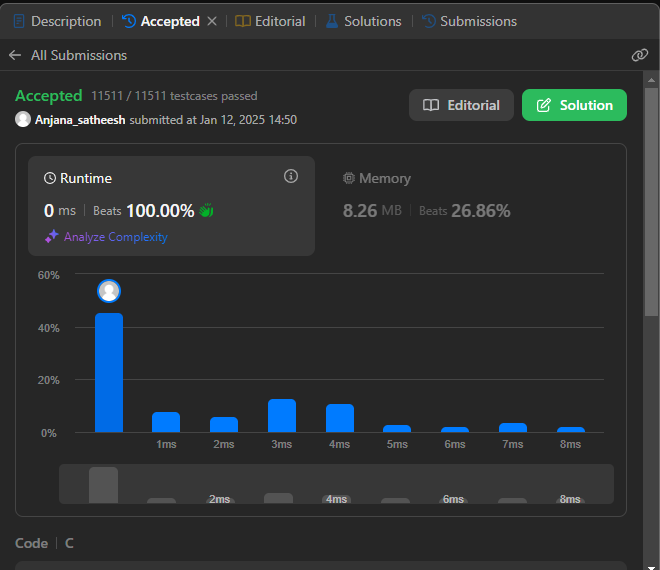 Description Accepted Editorial Solutions Submissions
All Submissions
Accepted 11511 / 11511 testcases passed
Anjana_satheesh submitted at Jan 12, 2025 14:50
Editorial Solution
Runtime
0 ms Beats 100.00%
Analyze Complexity
Memory
8.26 MB Beats 26.86%
60%
40%
20%
0%
1ms 2ms 3ms 4ms 5ms 6ms 7ms 8ms
2ms 4ms 6ms 8ms
Code C